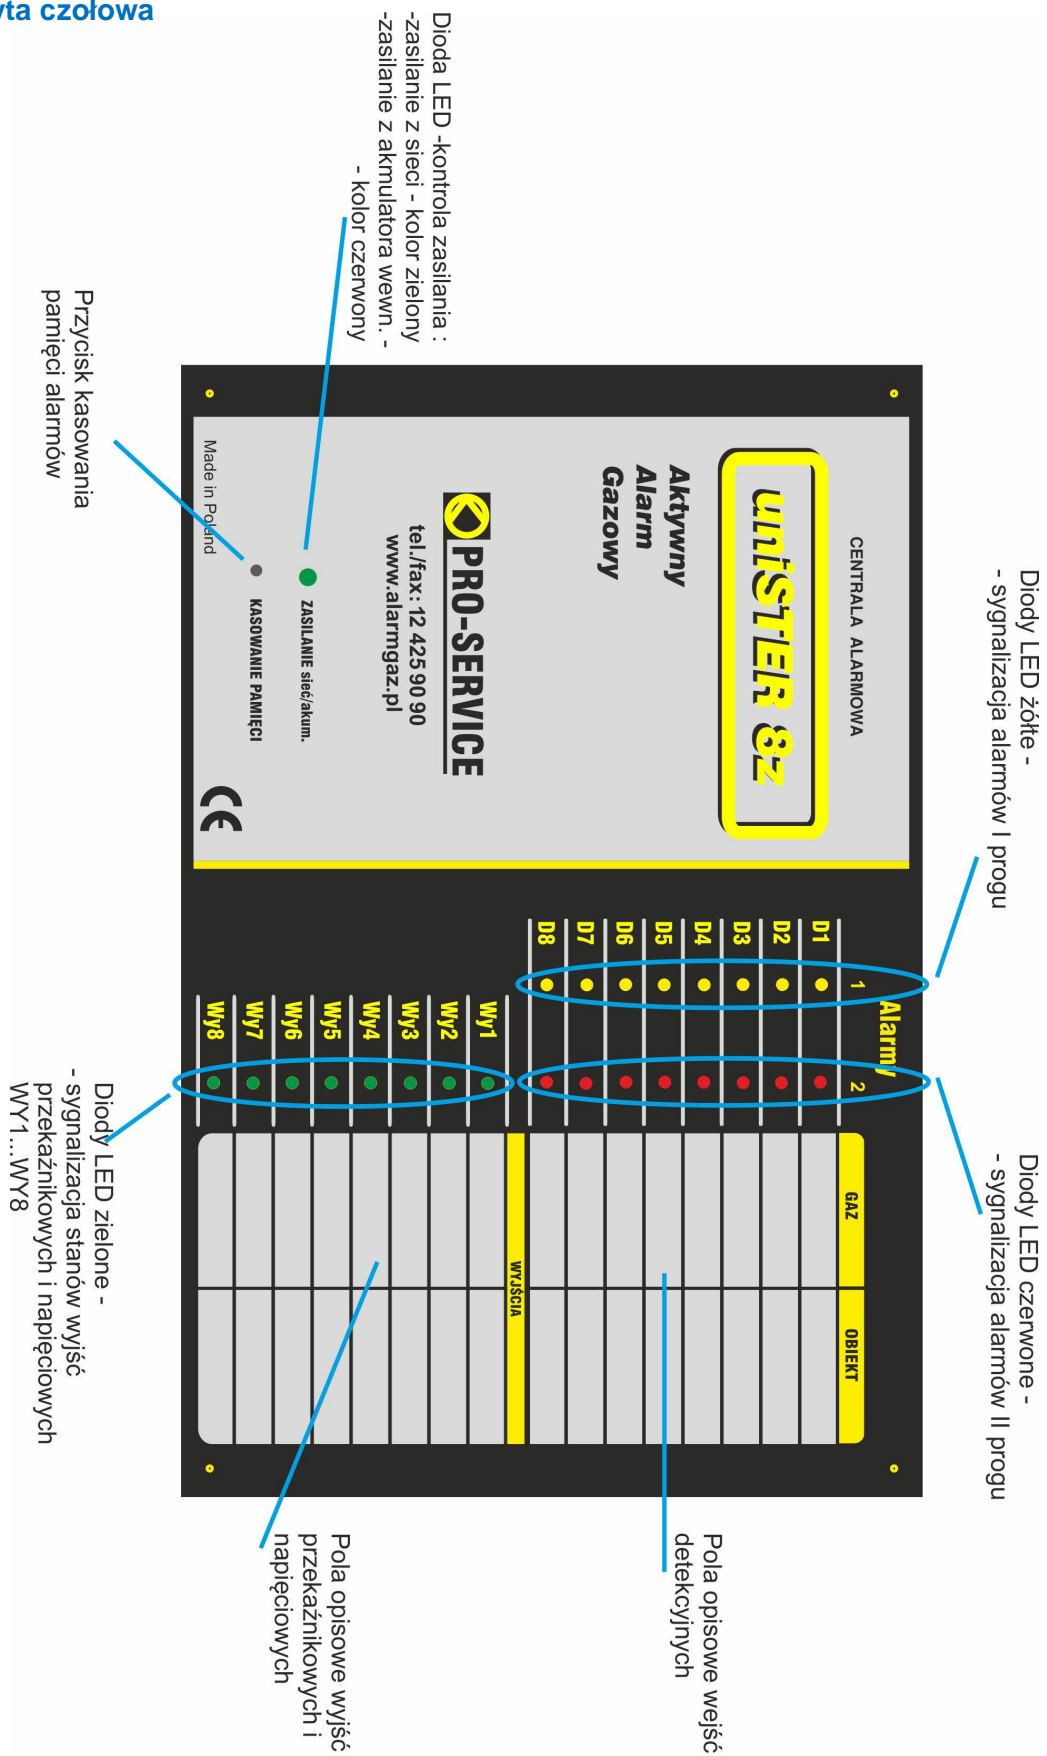 yta czołowa
Diody LED żółte -
- sygnalizacja alarmów I progu
Diody LED czerwone -
- sygnalizacja alarmów II progu
Dioda LED -kontrola zasilania :
-zasilanie z sieci - kolor zielony
-zasilanie z akmulatora wewn. -
- kolor czerwony
Przycisk kasowania
pamięci alarmów
CENTRALA ALARMOWA
uniSTER 8z
Aktywny
Alarm
Gazowy
PRO-SERVICE
tel./fax: 12 425 90 90
www.alarmgaz.pl
ZASILANIE sieć/akum.
KASOWANIE PAMIĘCI
Made in Poland
CE
Alarmy
1 2
GAZ OBIEKT
D1
D2
D3
D4
D5
D6
D7
D8
WYJŚCIA
Wy1
Wy2
Wy3
Wy4
Wy5
Wy6
Wy7
Wy8
Pola opisowe wejść
detekcyjnych
Pola opisowe wyjść
przekaźnikowych i
napięciowych
Diody LED zielone -
- sygnalizacja stanów wyjść
przekaźnikowych i napięciowych
WY1...WY8